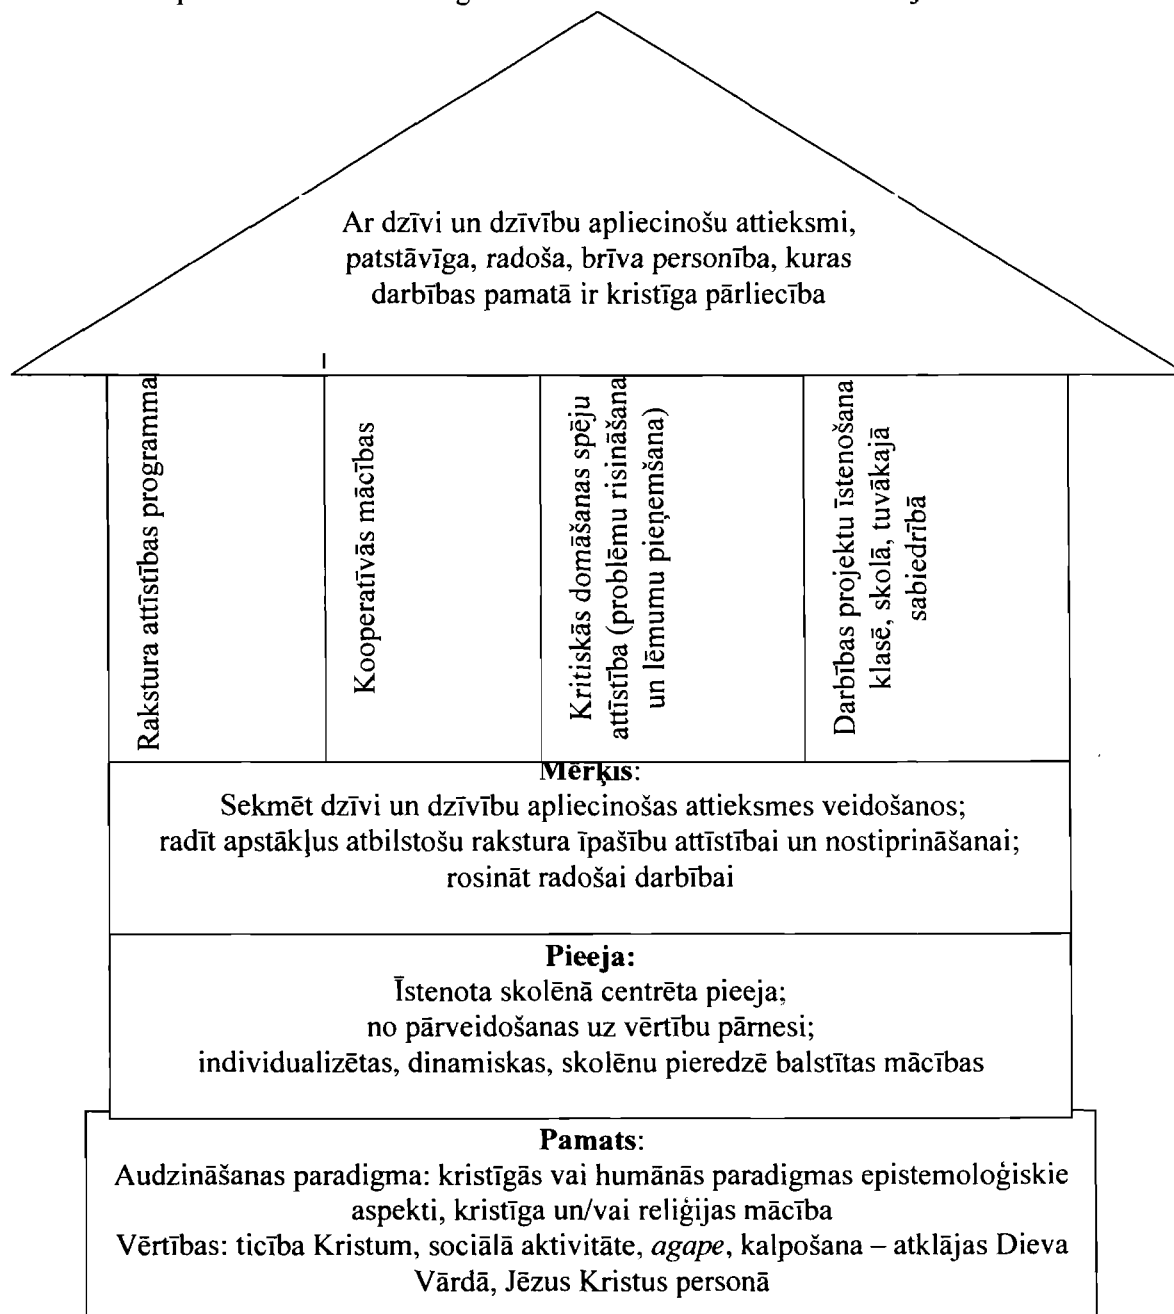 Ar dzīvi un dzīvību apliecinošu attieksmi,
patstāvīga, radoša, brīva personība, kuras
darbības pamatā ir kristīga pārliecība
Rakstura attīstības programma
Kooperatīvās mācības
Kritiskās domāšanas spēju
attīstība (problēmu risināšana
un lēmumu pieņemšana)
Darbības projektu īstenošana
klasē, skolā, tuvākajā
sabiedrībā
Mērķis:
Sekmēt dzīvi un dzīvību apliecinošas attieksmes veidošanos;
radīt apstākļus atbilstošu rakstura īpašību attīstībai un nostiprināšanai;
rosināt radošai darbībai
Pieeja:
Īstenota skolēnā centrēta pieeja;
no pārveidošanas uz vērtību pārnesi;
individualizētas, dinamiskas, skolēnu pieredzē balstītas mācības
Pamats:
Audzināšanas paradigma: kristīgās vai humānās paradigmas epistemoloģiskie
aspekti, kristīga un/vai reliģijas mācība
Vērtības: ticība Kristum, sociālā aktivitāte, agape, kalpošana – atklājas Dieva
Vārdā, Jēzus Kristus personā